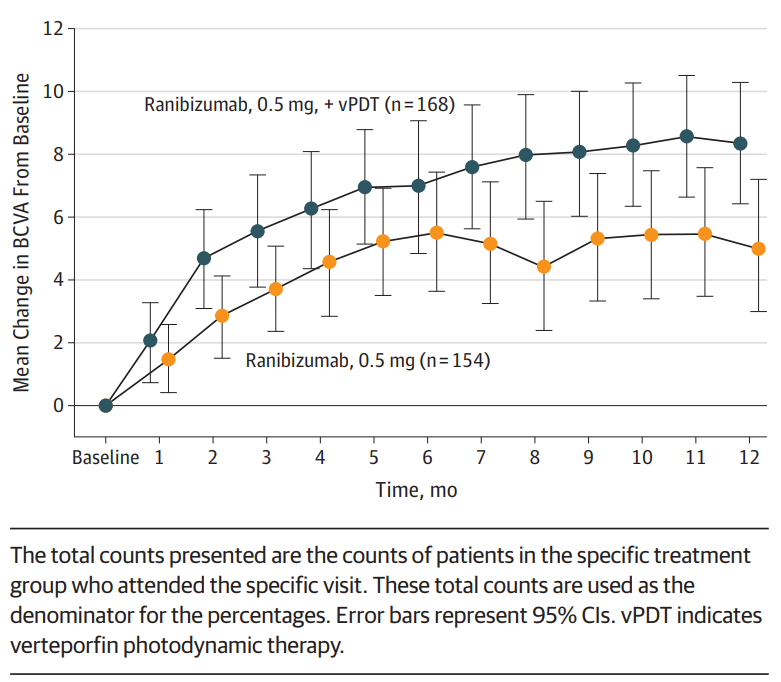 12
10
8
6
4
2
0
Mean Change in BCVA From Baseline
Ranibizumab, 0.5 mg, + vPDT (n=168)
Ranibizumab, 0.5 mg (n=154)
Baseline 1 2 3 4 5 6 7 8 9 10 11 12
Time, mo
The total counts presented are the counts of patients in the specific treatment
group who attended the specific visit. These total counts are used as the
denominator for the percentages. Error bars represent 95% CIs. vPDT indicates
verteporfin photodynamic therapy.